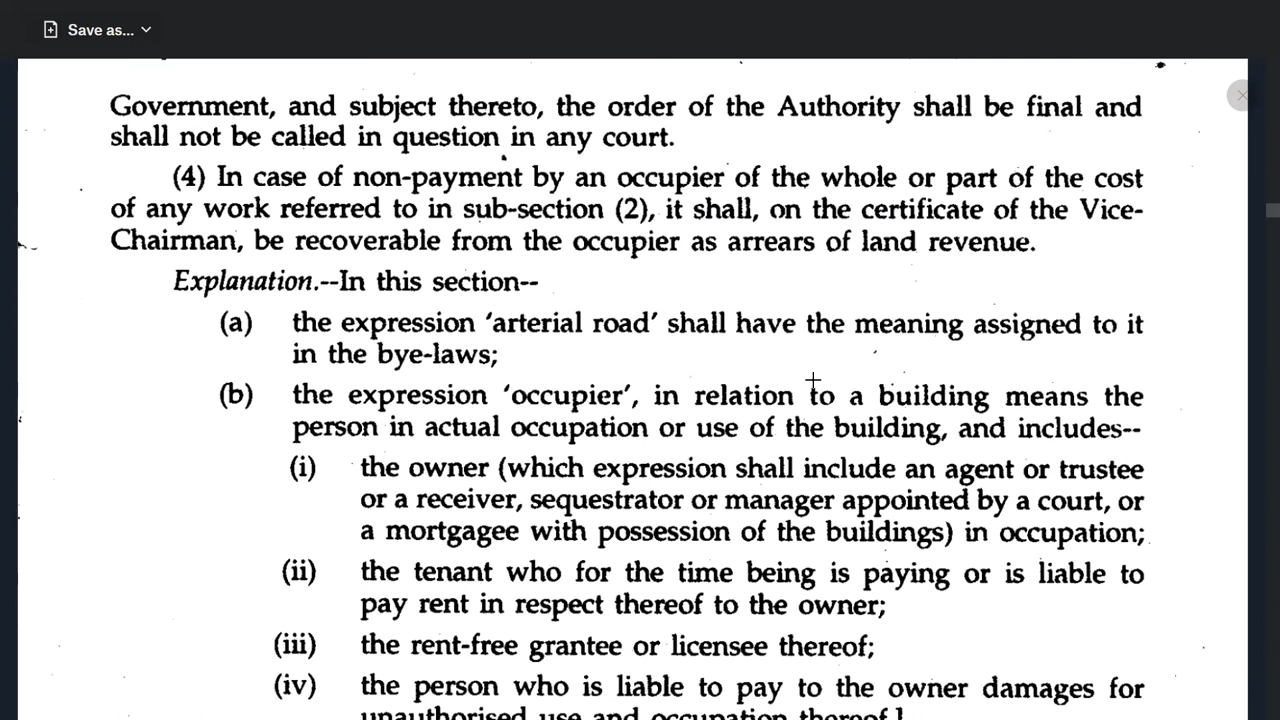 Save as...
Government, and subject thereto, the order of the Authority shall be final and
shall not be called in question in any court.
(4) In case of non-payment by an occupier of the whole or part of the cost
of any work referred to in sub-section (2), it shall, on the certificate of the Vice-
Chairman, be recoverable from the occupier as arrears of land revenue.
Explanation.--In this section--
(a) the expression 'arterial road' shall have the meaning assigned to it
in the bye-laws;
(b) the expression 'occupier', in relation to a building means the
person in actual occupation or use of the building, and includes--
(i) the owner (which expression shall include an agent or trustee
or a receiver, sequestrator or manager appointed by a court, or
a mortgagee with possession of the buildings) in occupation;
(ii) the tenant who for the time being is paying or is liable to
pay rent in respect thereof to the owner;
(iii) the rent-free grantee or licensee thereof;
(iv) the person who is liable to pay to the owner damages for
unauthorised use and occupation thereof.]